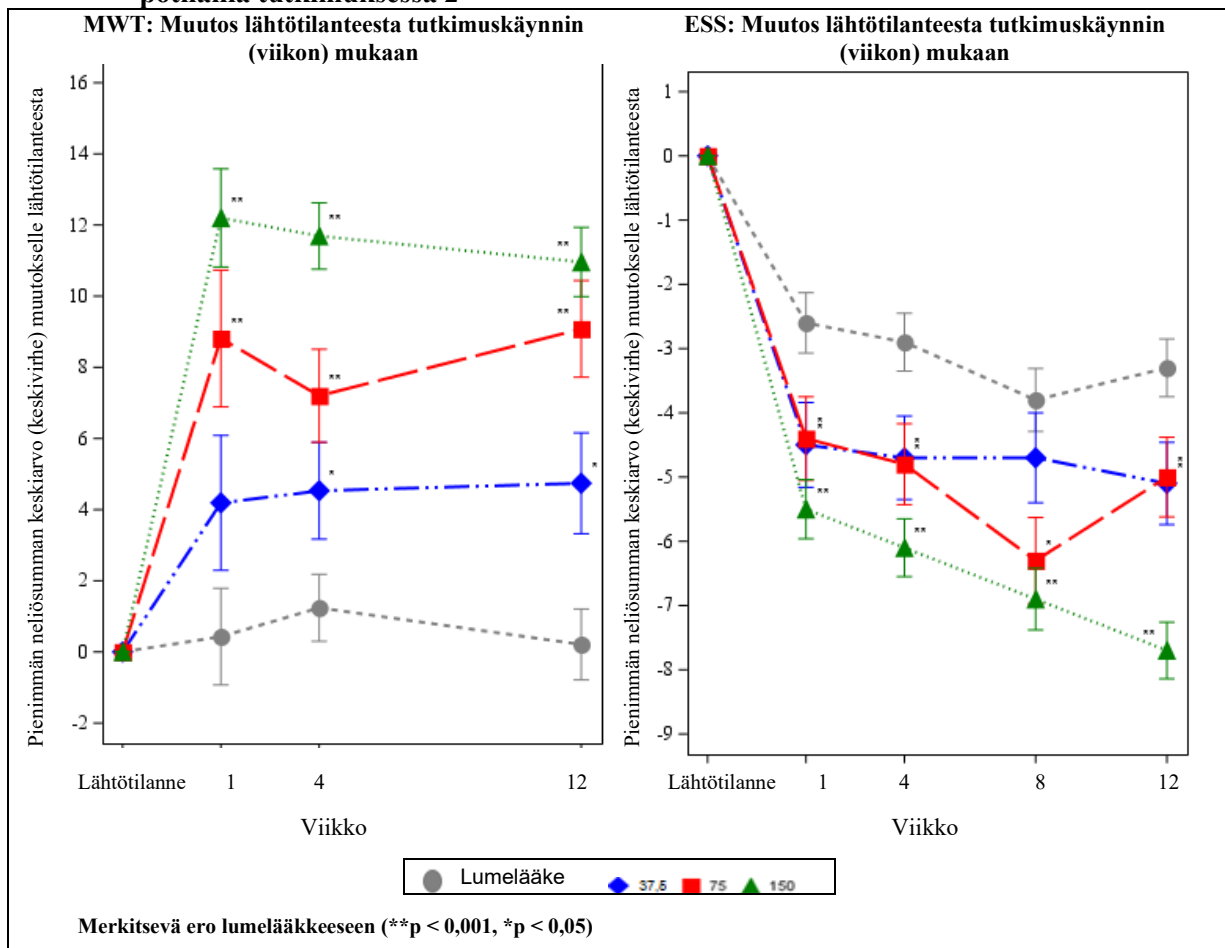 potilailla tutkimuksessa 2
MWT: Muutos lähtötilanteesta tutkimuskäynnin
(viikon) mukaan
Pienimmän neliösumman keskiarvo (keskivirhe) muutokselle lähtötilanteesta
16
14
12
10
8
6
4
2
0
-2
** ** **
** ** **
* *
Lähtötilanne 1 4 12
Viikko
ESS: Muutos lähtötilanteesta tutkimuskäynnin
(viikon) mukaan
Pienimmän neliösumman keskiarvo (keskivirhe) muutokselle lähtötilanteesta
1
0
-1
-2
-3
-4
-5
-6
-7
-8
-9
* * *
* * *
*
** ** ** **
Lähtötilanne 1 4 8 12
Viikko
Lumelääke 37,5 75 150
Merkitsevä ero lumelääkkeeseen (**p < 0,001, *p < 0,05)